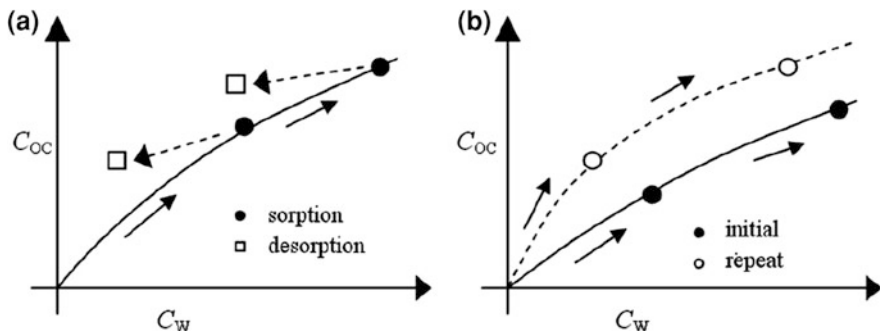 (a)
C_OC
● sorption
□ desorption
C_W
(b)
C_OC
● initial
○ repeat
C_W